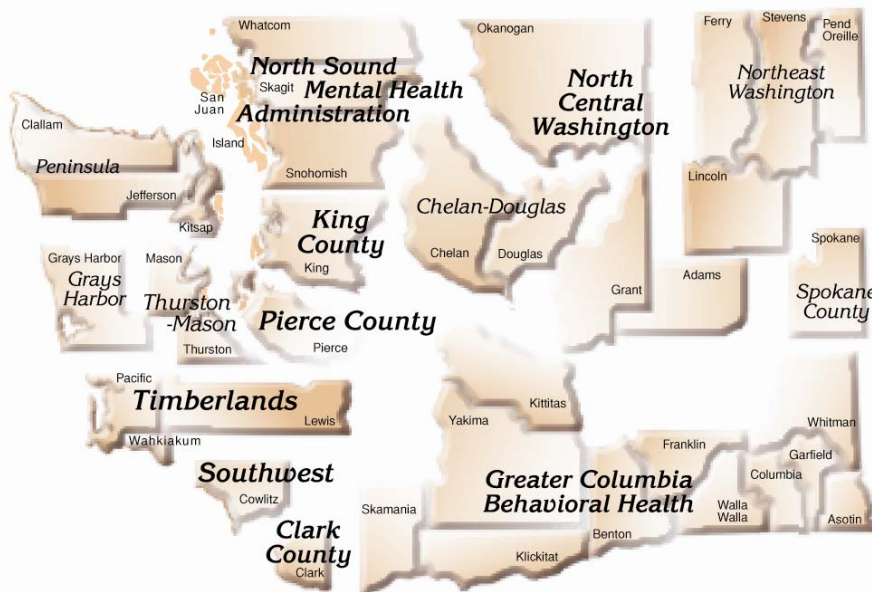 Whatcom
North Sound
Skagit
Mental Health
Administration
San
Juan
Island
Snohomish
Okanogan
North
Central
Washington
Ferry
Stevens
Pend
Oreille
Northeast
Washington
Clallam
Peninsula
Jefferson
Kitsap
King
County
King
Chelan-Douglas
Chelan
Douglas
Lincoln
Grays Harbor
Grays
Harbor
Mason
Thurston
-Mason
Thurston
Pierce County
Pierce
Grant
Adams
Spokane
Spokane
County
Pacific
Timberlands
Lewis
Wahkiakum
Kittitas
Yakima
Whitman
Southwest
Cowlitz
Skamania
Greater Columbia
Behavioral Health
Franklin
Garfield
Columbia
Walla
Walla
Asotin
Benton
Clark
County
Clark
Klickitat